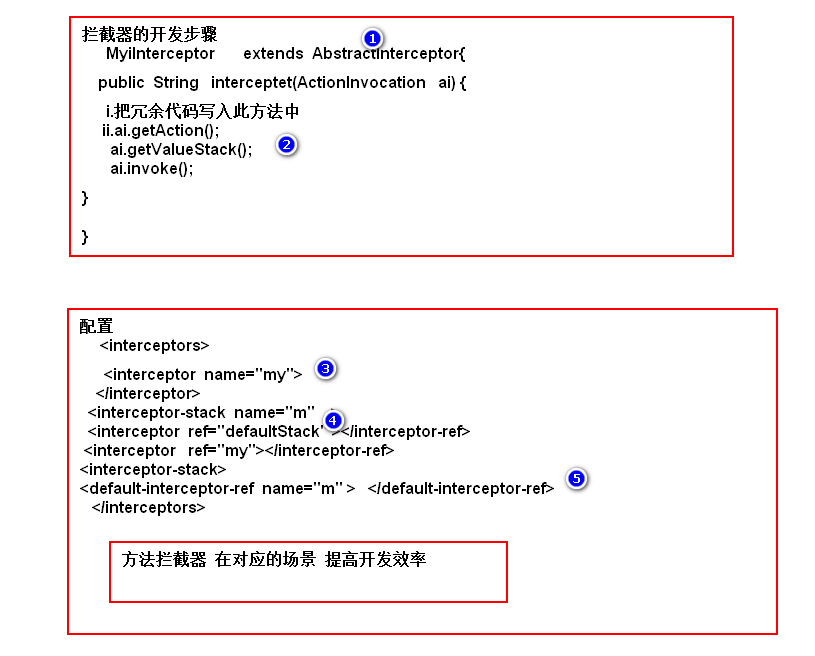 拦截器的开发步骤
①
MyiInterceptor extends AbstractInterceptor{
public String interceptet(ActionInvocation ai) {
i.把冗余代码写入此方法中
ii.ai.getAction();
②
ai.getValueStack();
ai.invoke();
}
}
配置
<interceptors>
<interceptor name="my">
③
</interceptor>
<interceptor-stack name="m"
④
<interceptor ref="defaultStack" ></interceptor-ref>
<interceptor ref="my"></interceptor-ref>
<interceptor-stack>
<default-interceptor-ref name="m" > </default-interceptor-ref>
⑤
</interceptors>
方法拦截器 在对应的场景 提高开发效率